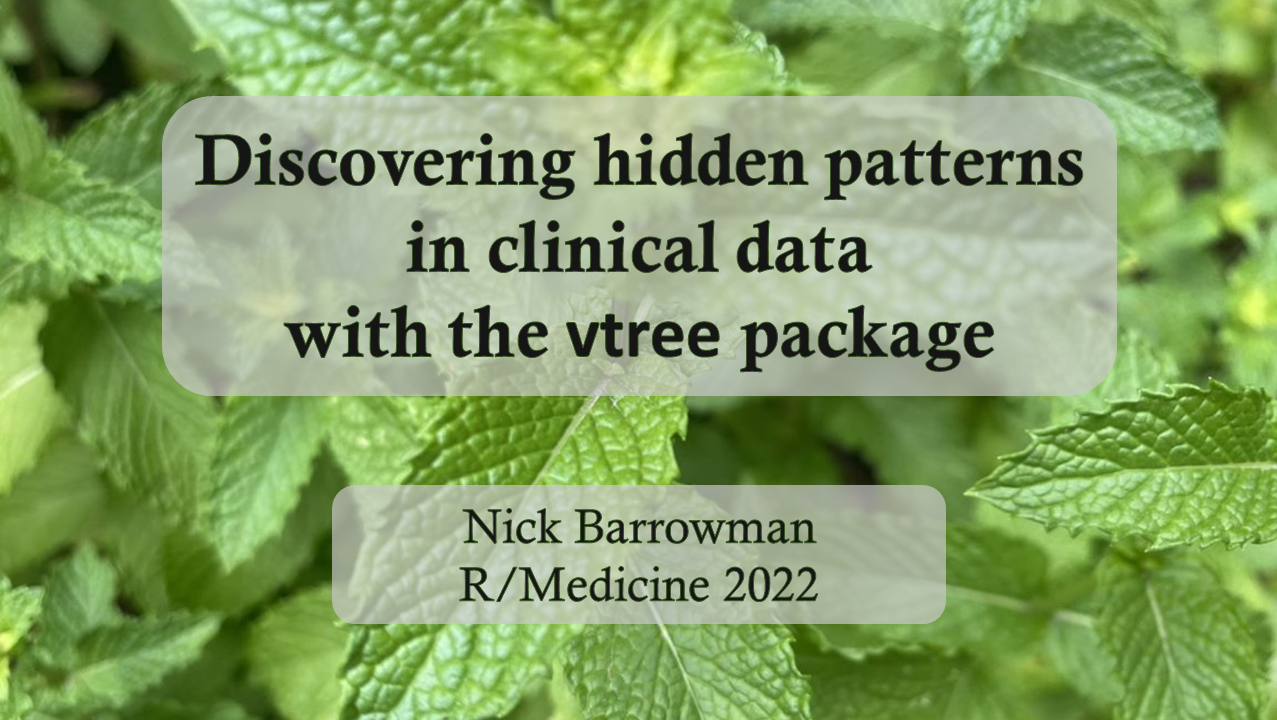 Discovering hidden patterns
in clinical data
with the vtree package
Nick Barrowman
R/Medicine 2022